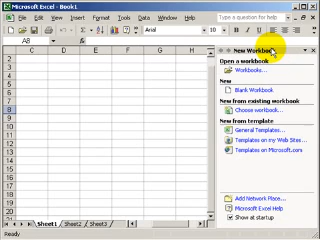 Microsoft Excel - Book1
File Edit View Insert Format Tools Data Window Help
Type a question for help
Arial 10 B I U
A8 fx
New Workbook
C D E F G H
Open a workbook
Workbooks...
New
Blank Workbook
New from existing workbook
Choose workbook...
New from template
General Templates...
Templates on my Web Sites...
Templates on Microsoft.com
Add Network Place...
Microsoft Excel Help
Show at startup
2
3
4
5
6
7
8
9
10
11
12
13
14
15
16
17
18
19
20
Sheet1 Sheet2 Sheet3
Ready